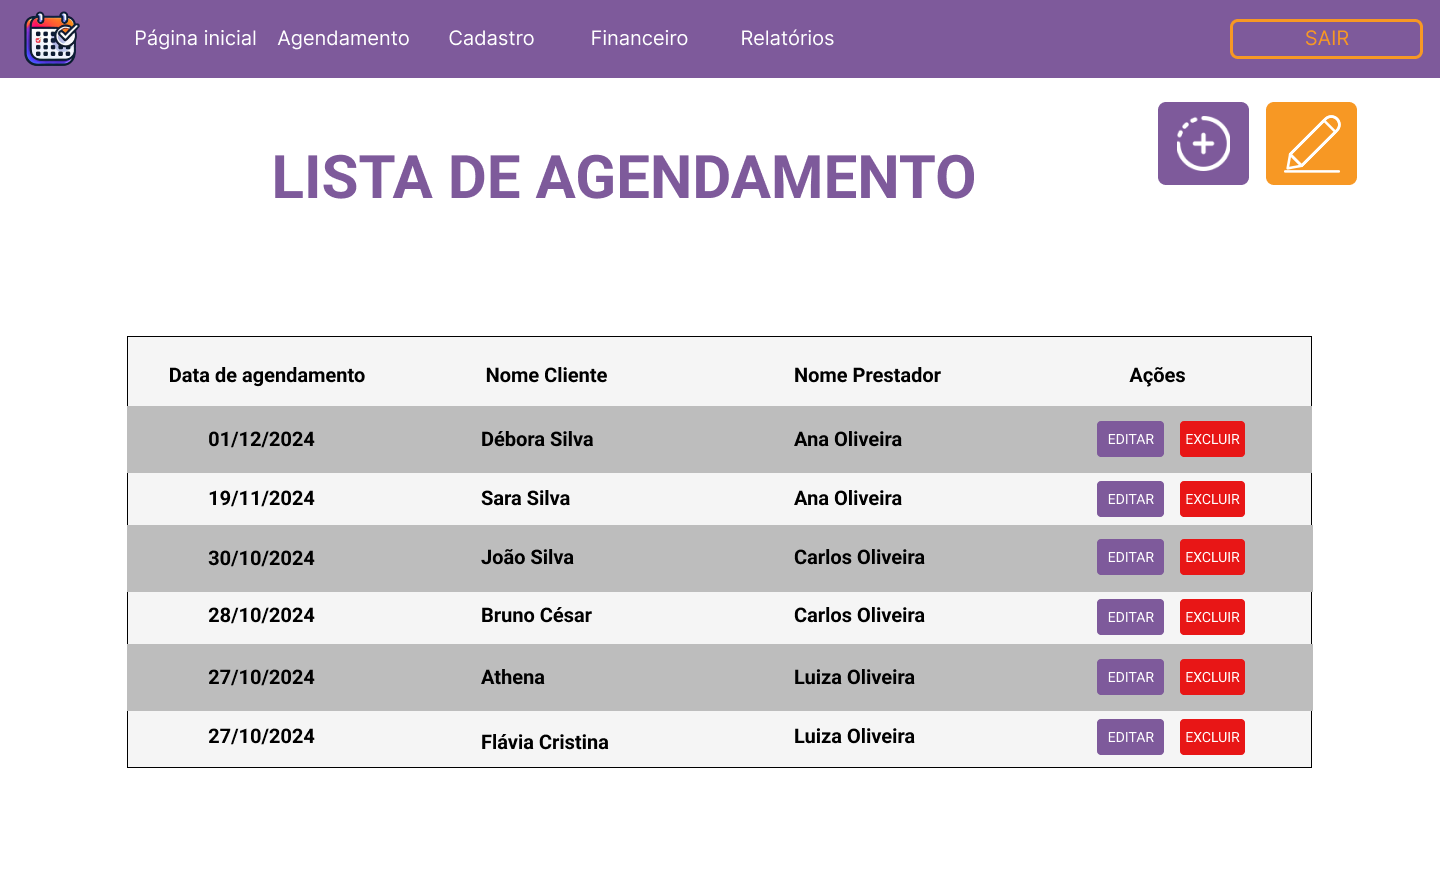 Página inicial Agendamento Cadastro Financeiro Relatórios SAIR
LISTA DE AGENDAMENTO
Data de agendamento Nome Cliente Nome Prestador Ações
01/12/2024 Débora Silva Ana Oliveira EDITAR EXCLUIR
19/11/2024 Sara Silva Ana Oliveira EDITAR EXCLUIR
30/10/2024 João Silva Carlos Oliveira EDITAR EXCLUIR
28/10/2024 Bruno César Carlos Oliveira EDITAR EXCLUIR
27/10/2024 Athena Luiza Oliveira EDITAR EXCLUIR
27/10/2024 Flávia Cristina Luiza Oliveira EDITAR EXCLUIR